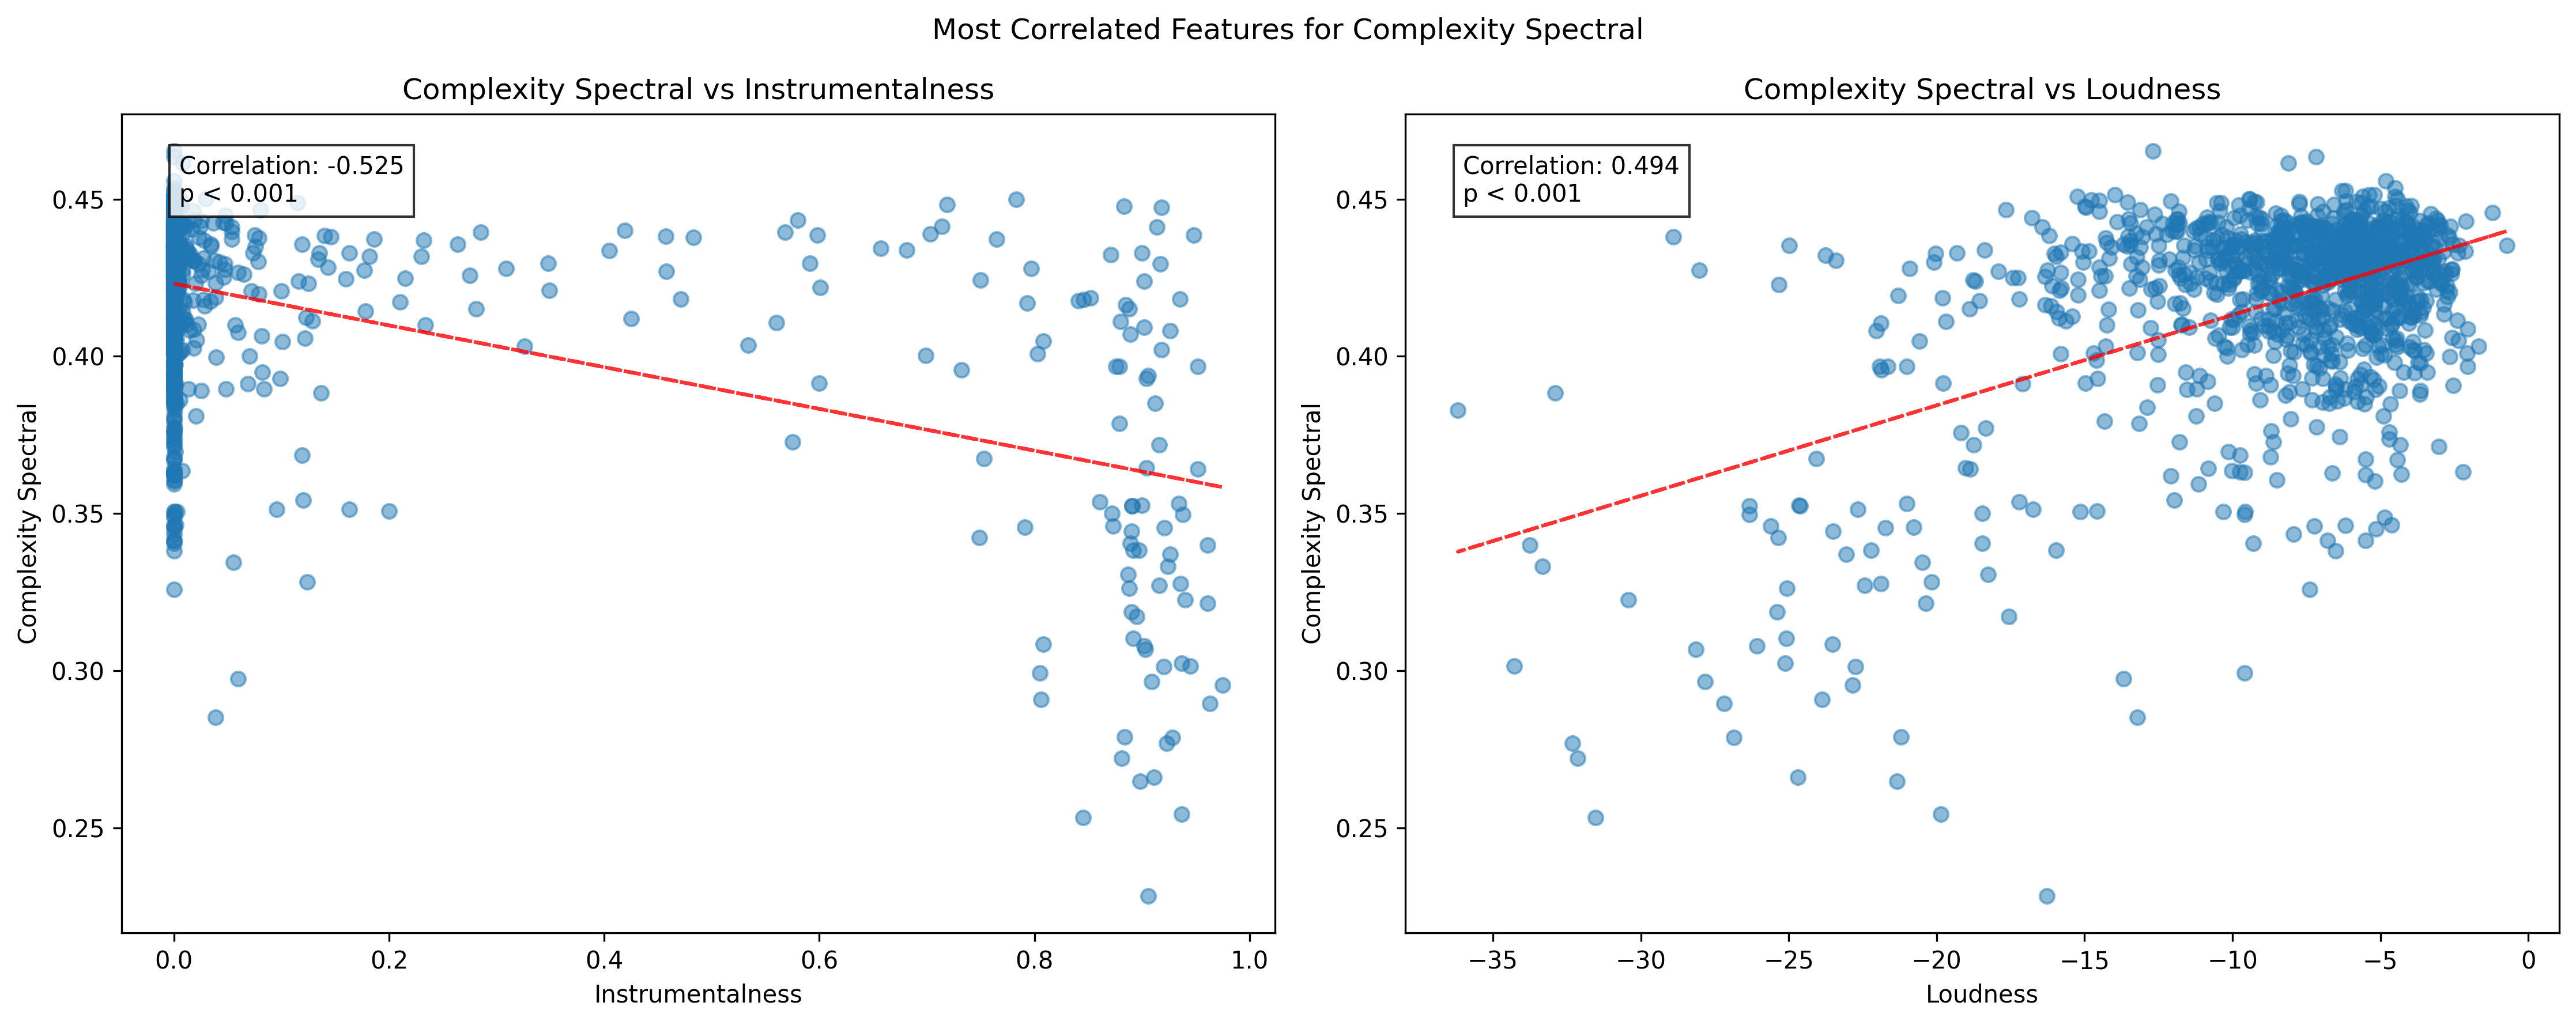 Most Correlated Features for Complexity Spectral
Complexity Spectral vs Instrumentalness
Correlation: -0.525
p < 0.001
Complexity Spectral
0.45
0.40
0.35
0.30
0.25
0.0 0.2 0.4 0.6 0.8 1.0
Instrumentalness
Complexity Spectral vs Loudness
Correlation: 0.494
p < 0.001
Complexity Spectral
0.45
0.40
0.35
0.30
0.25
−35 −30 −25 −20 −15 −10 −5 0
Loudness